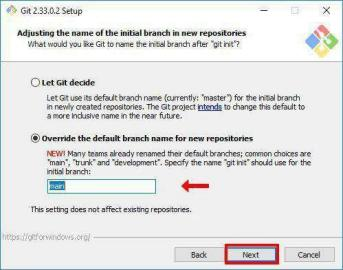 Git 2.33.0.2 Setup
Adjusting the name of the initial branch in new repositories
What would you like Git to name the initial branch after "git init"?
Let Git decide
Let Git use its default branch name (currently: "master") for the initial branch
in newly created repositories. The Git project intends to change this default to
a more inclusive name in the near future.
Override the default branch name for new repositories
NEW! Many teams already renamed their default branches; common choices are
"main", "trunk" and "development". Specify the name "git init" should use for the
initial branch:
main
This setting does not affect existing repositories.
https://gitforwindows.org/
Back
Next
Cancel